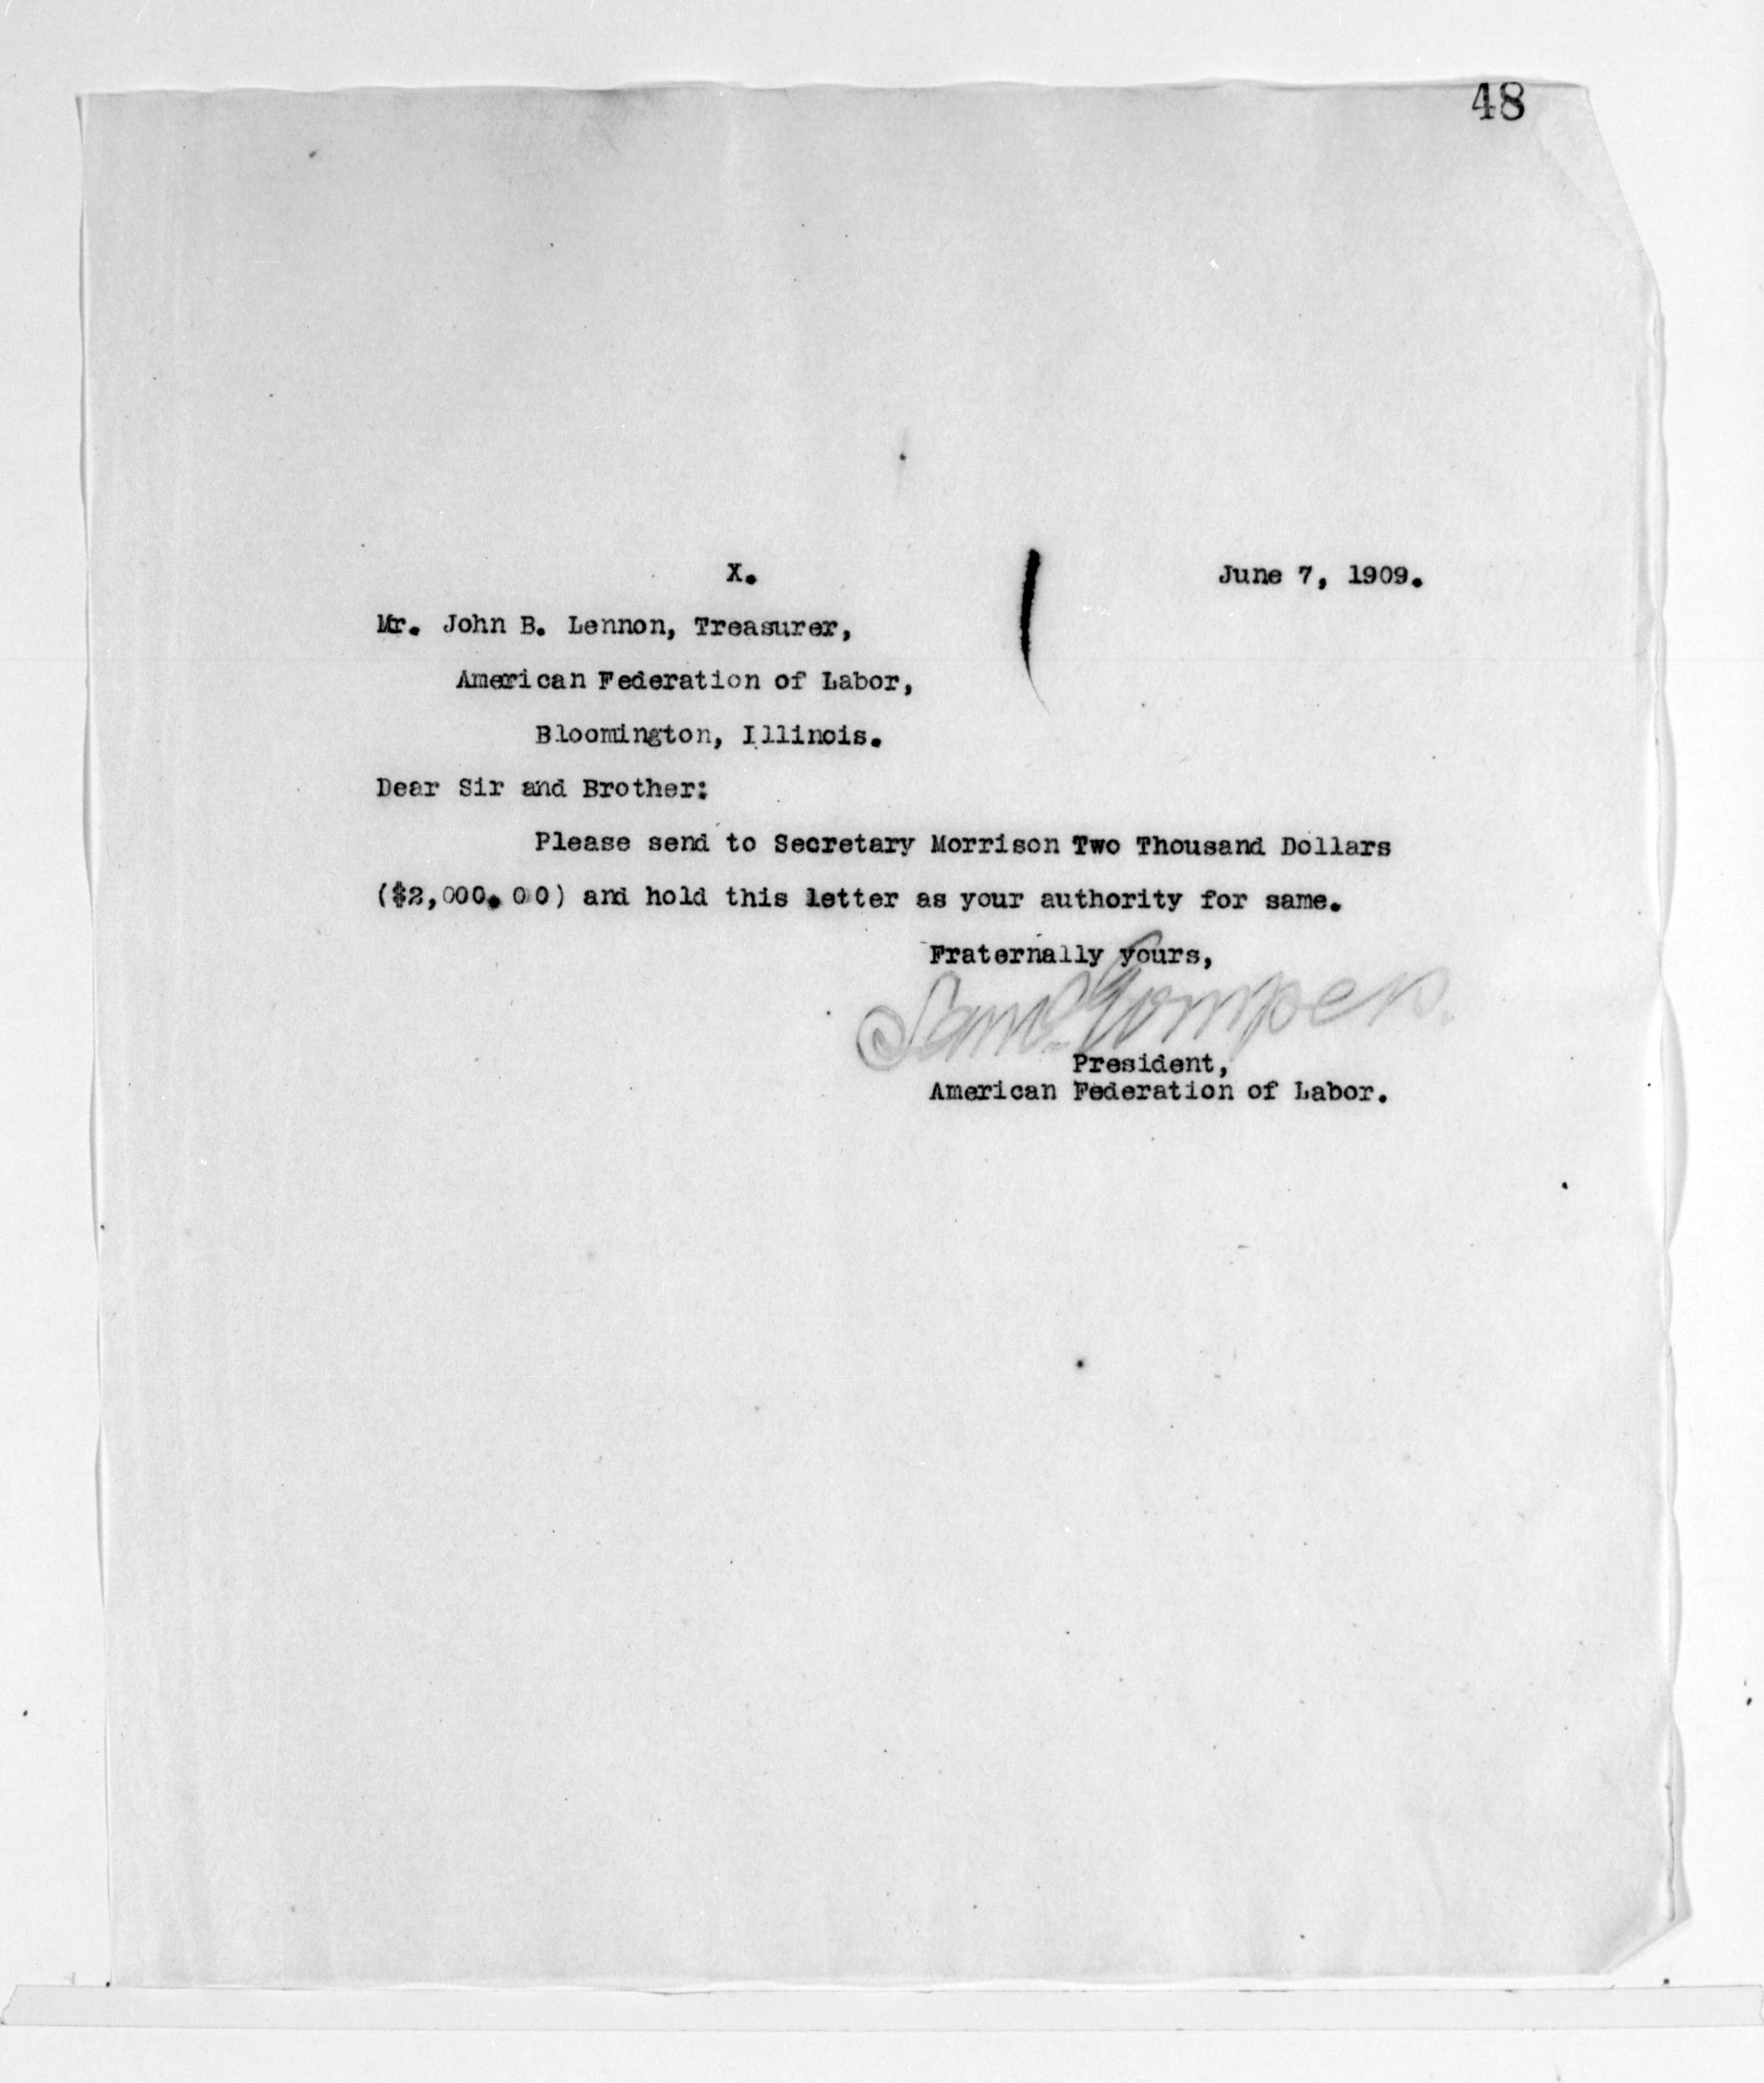 48
X. June 7, 1909.
Mr. John B. Lennon, Treasurer,
American Federation of Labor,
Bloomington, Illinois.
Dear Sir and Brother:
Please send to Secretary Morrison Two Thousand Dollars
($2,000.00) and hold this letter as your authority for same.
Fraternally yours,
Saml. Gompers.
President,
American Federation of Labor.